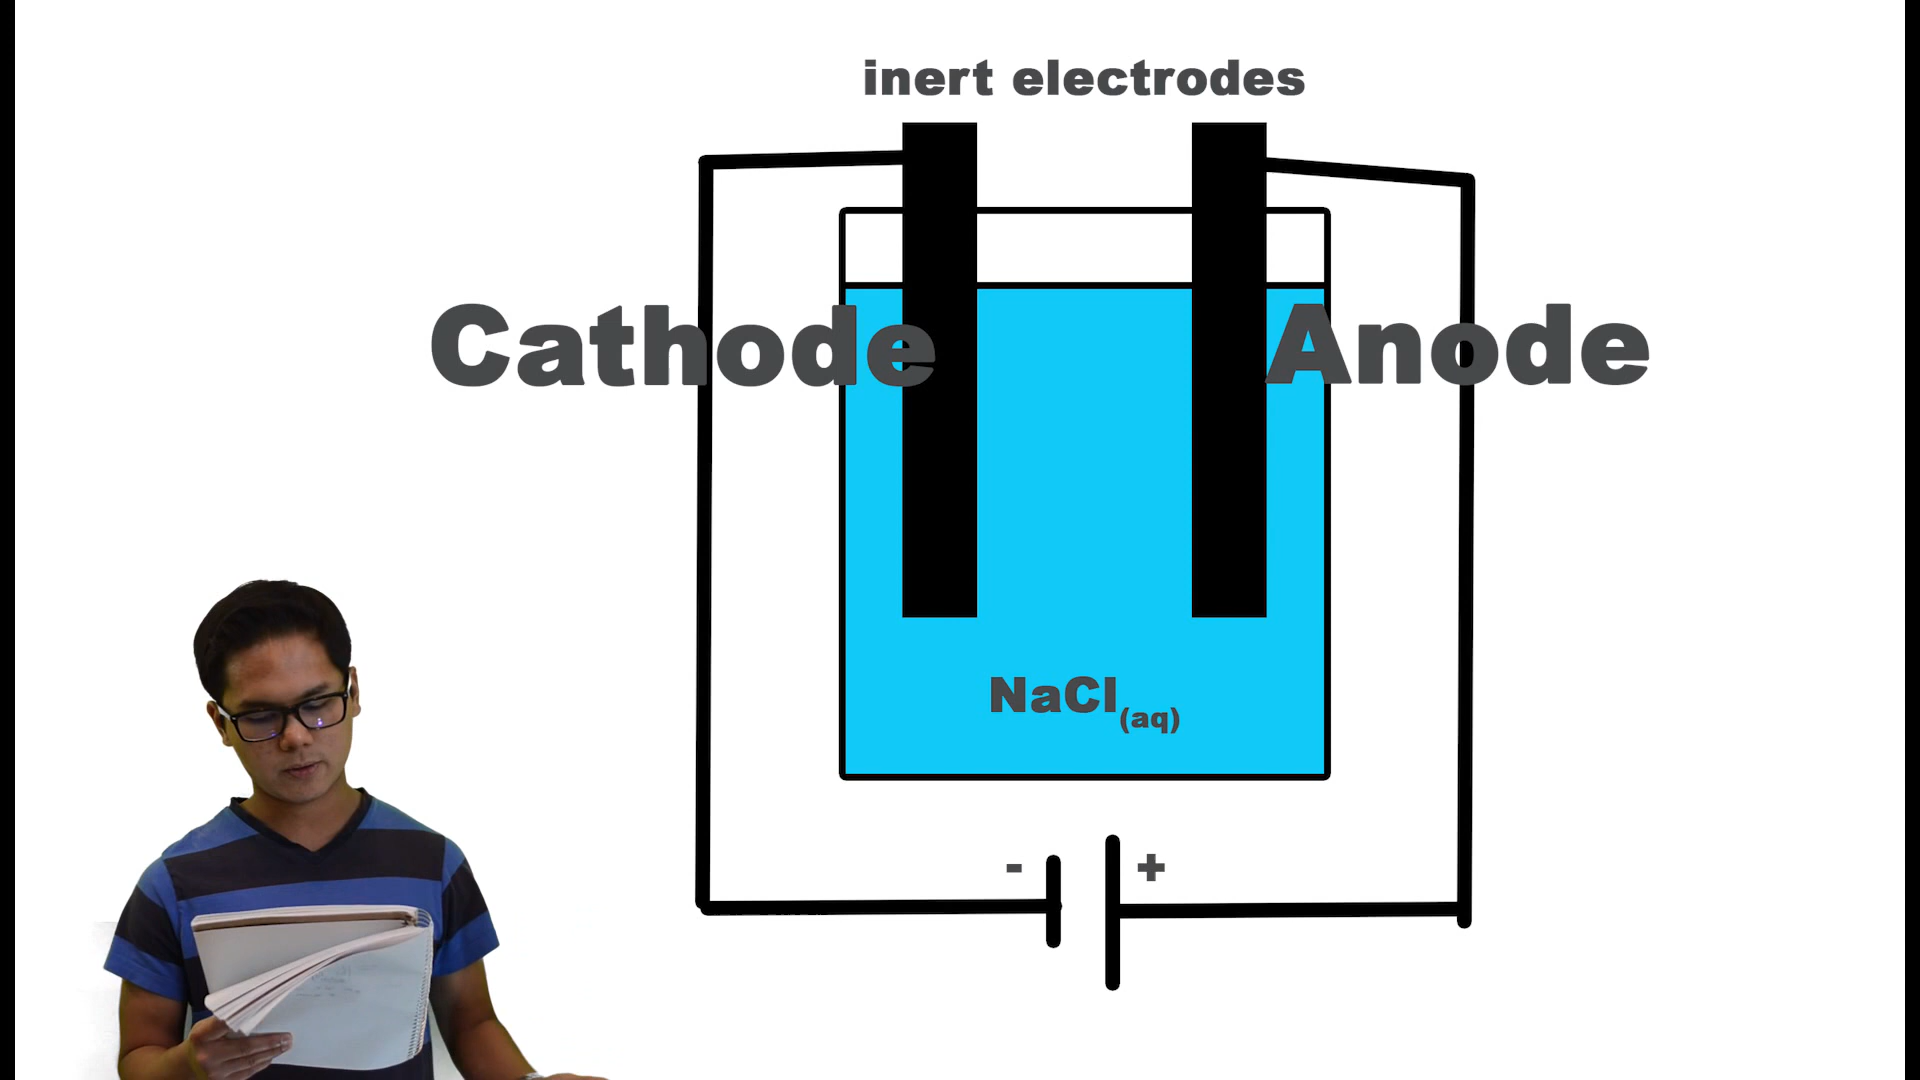 inert electrodes
Cathode
Anode
NaCl(aq)
- +